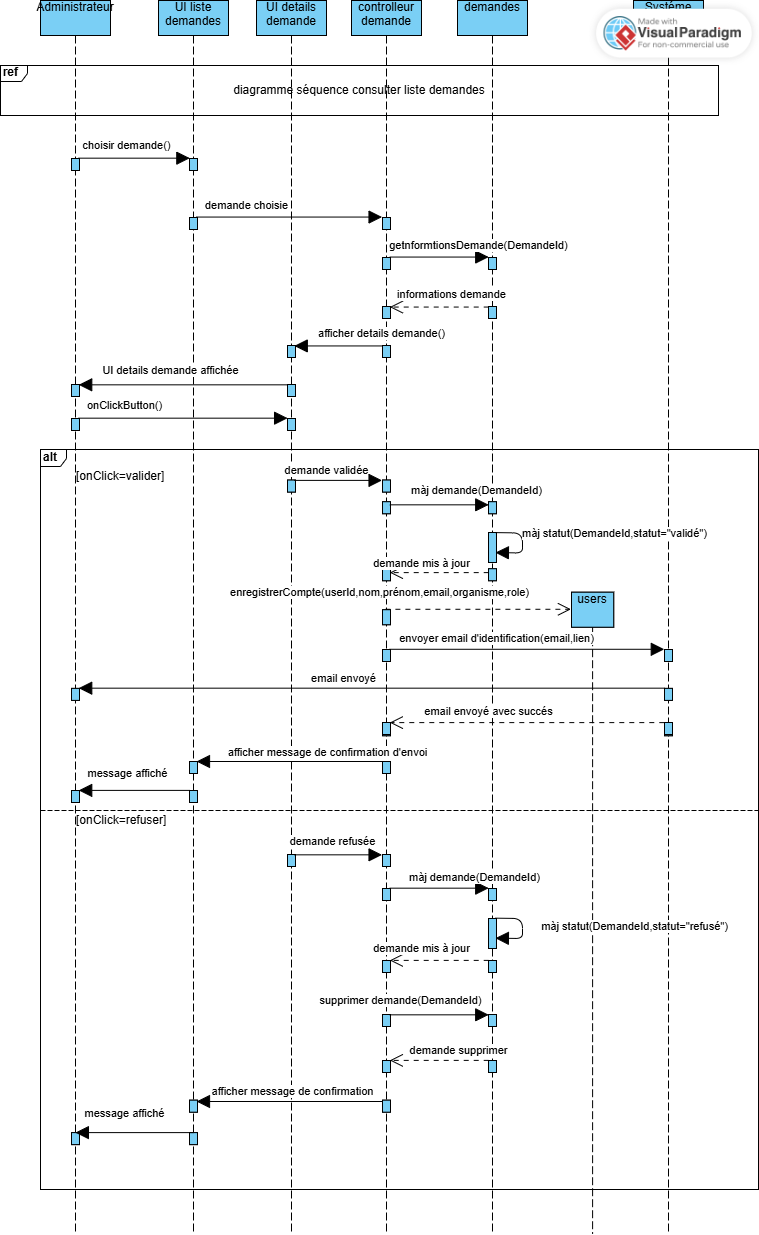 Administrateur
UI liste
demandes
UI details
demande
controlleur
demande
demandes
Système
Made with
VisualParadigm
For non-commercial use
ref
diagramme séquence consulter liste demandes
choisir demande()
demande choisie
getnformtionsDemande(DemandeId)
informations demande
afficher details demande()
UI details demande affichée
onClickButton()
alt
[onClick=valider]
demande validée
màj demande(DemandeId)
màj statut(DemandeId,statut="validé")
demande mis à jour
enregistrerCompte(userId,nom,prénom,email,organisme,role)
users
envoyer email d'identification(email,lien)
email envoyé
email envoyé avec succés
afficher message de confirmation d'envoi
message affiché
[onClick=refuser]
demande refusée
màj demande(DemandeId)
màj statut(DemandeId,statut="refusé")
demande mis à jour
supprimer demande(DemandeId)
demande supprimer
afficher message de confirmation
message affiché